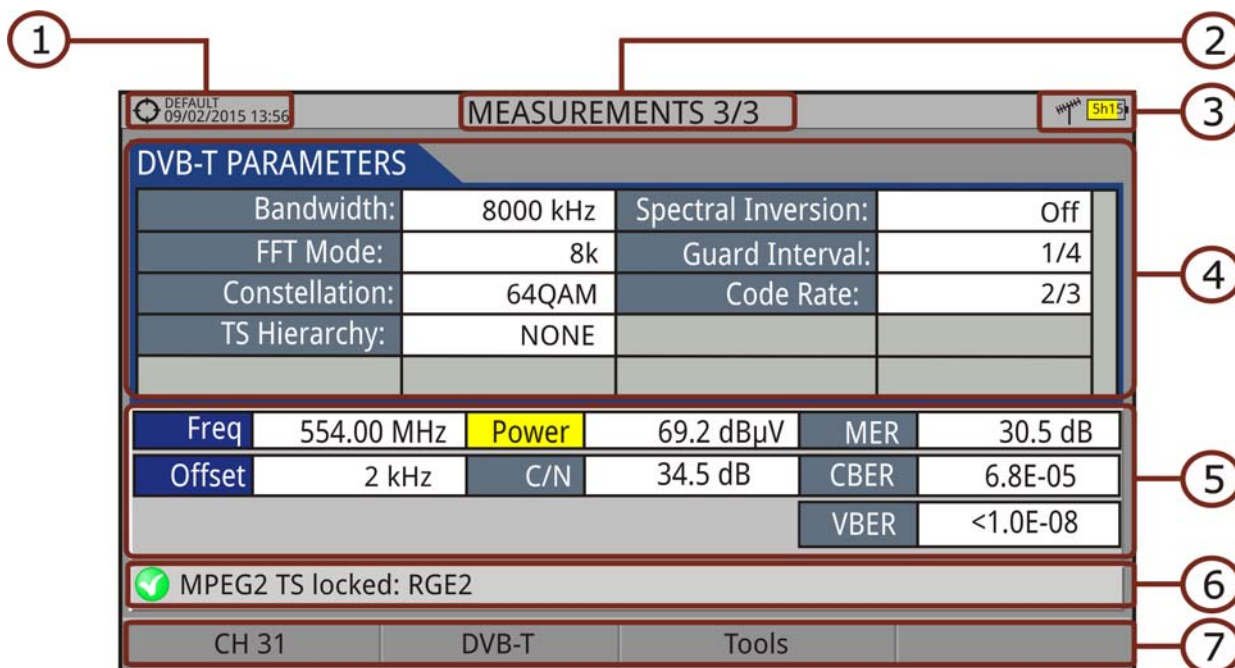 1
2
DEFAULT
09/02/2015 13:56
MEASUREMENTS 3/3
5h15
3
DVB-T PARAMETERS
Bandwidth: 8000 kHz Spectral Inversion: Off
FFT Mode: 8k Guard Interval: 1/4
4
Constellation: 64QAM Code Rate: 2/3
TS Hierarchy: NONE
Freq 554.00 MHz Power 69.2 dBµV MER 30.5 dB
Offset 2 kHz C/N 34.5 dB CBER 6.8E-05
5
VBER <1.0E-08
MPEG2 TS locked: RGE2
6
CH 31 DVB-T Tools
7